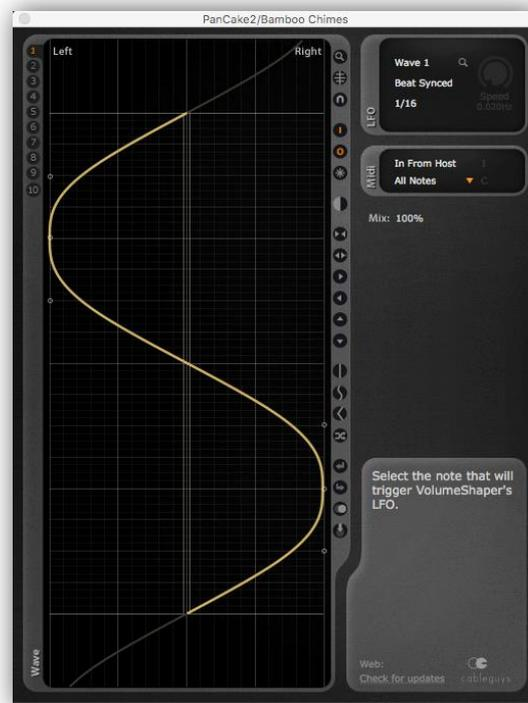 PanCake2/Bamboo Chimes
Left
Right
1
2
3
4
5
6
7
8
9
10
Wave
LFO
Wave 1
Beat Synced
1/16
Speed
0.020Hz
Midi
In From Host
1
All Notes
C
Mix: 100%
Select the note that will
trigger VolumeShaper's
LFO.
Web:
Check for updates
cableguys